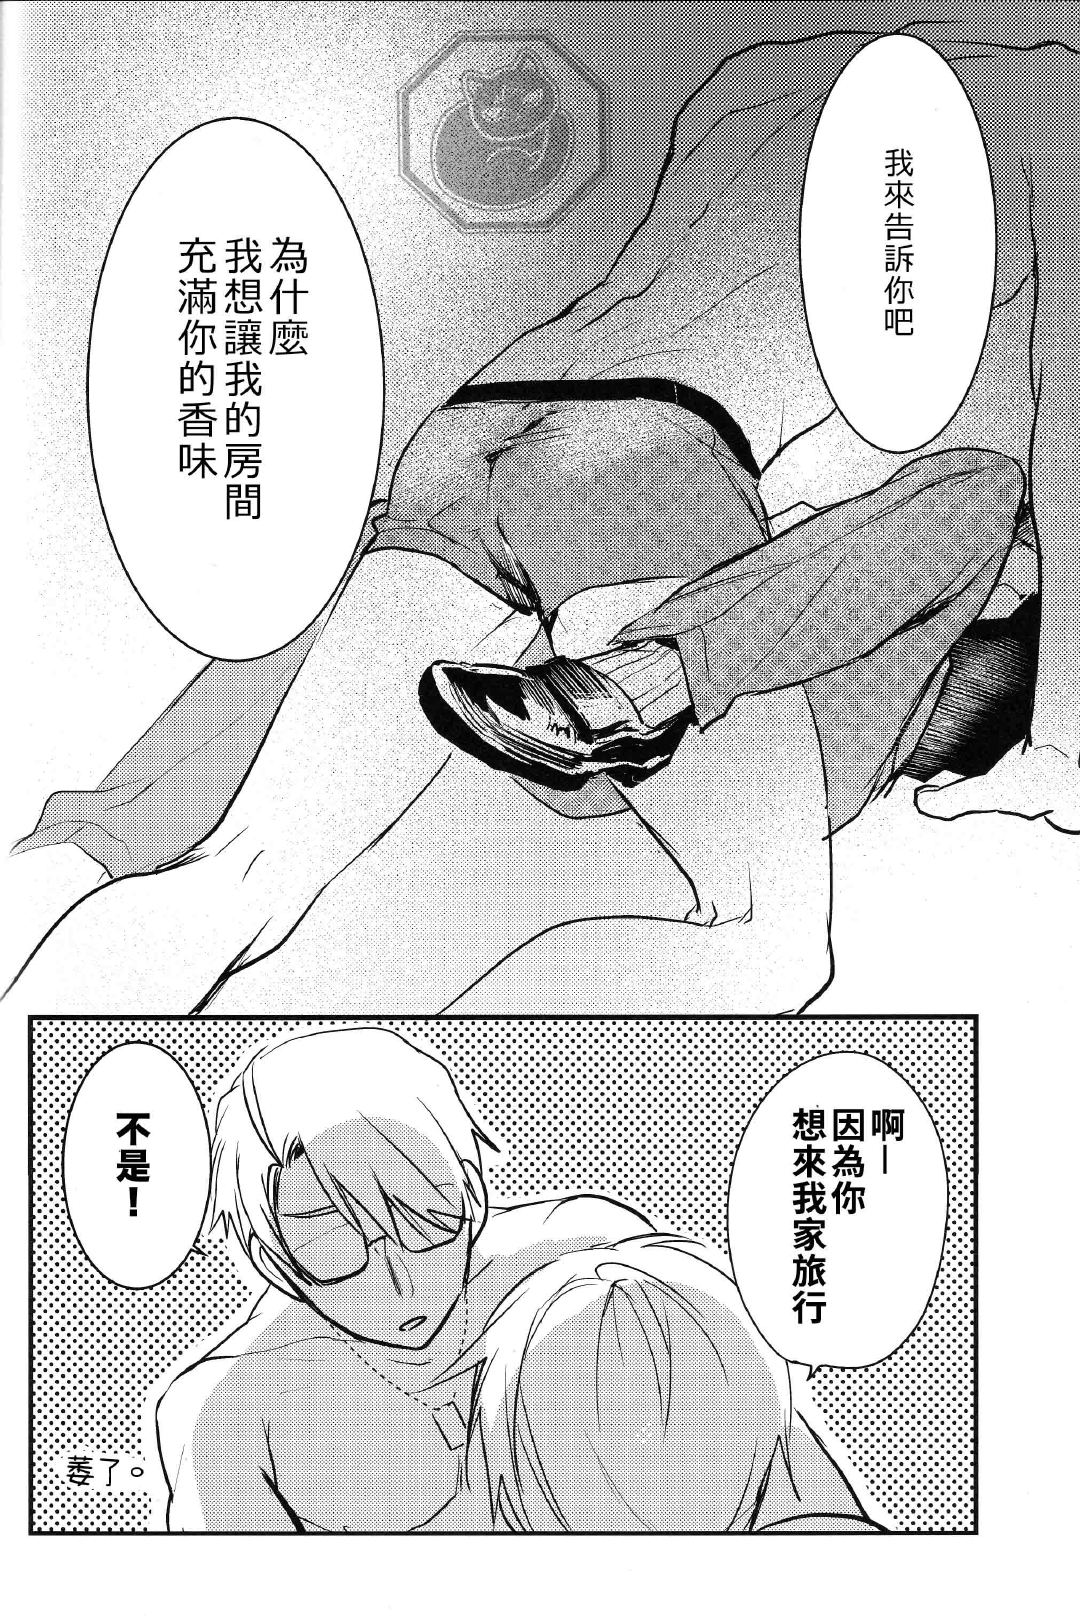 我來告訴你吧
為什麼
我想讓我的房間
充滿你的香味
啊—
因為你
想來我家旅行
不是！
萎了。